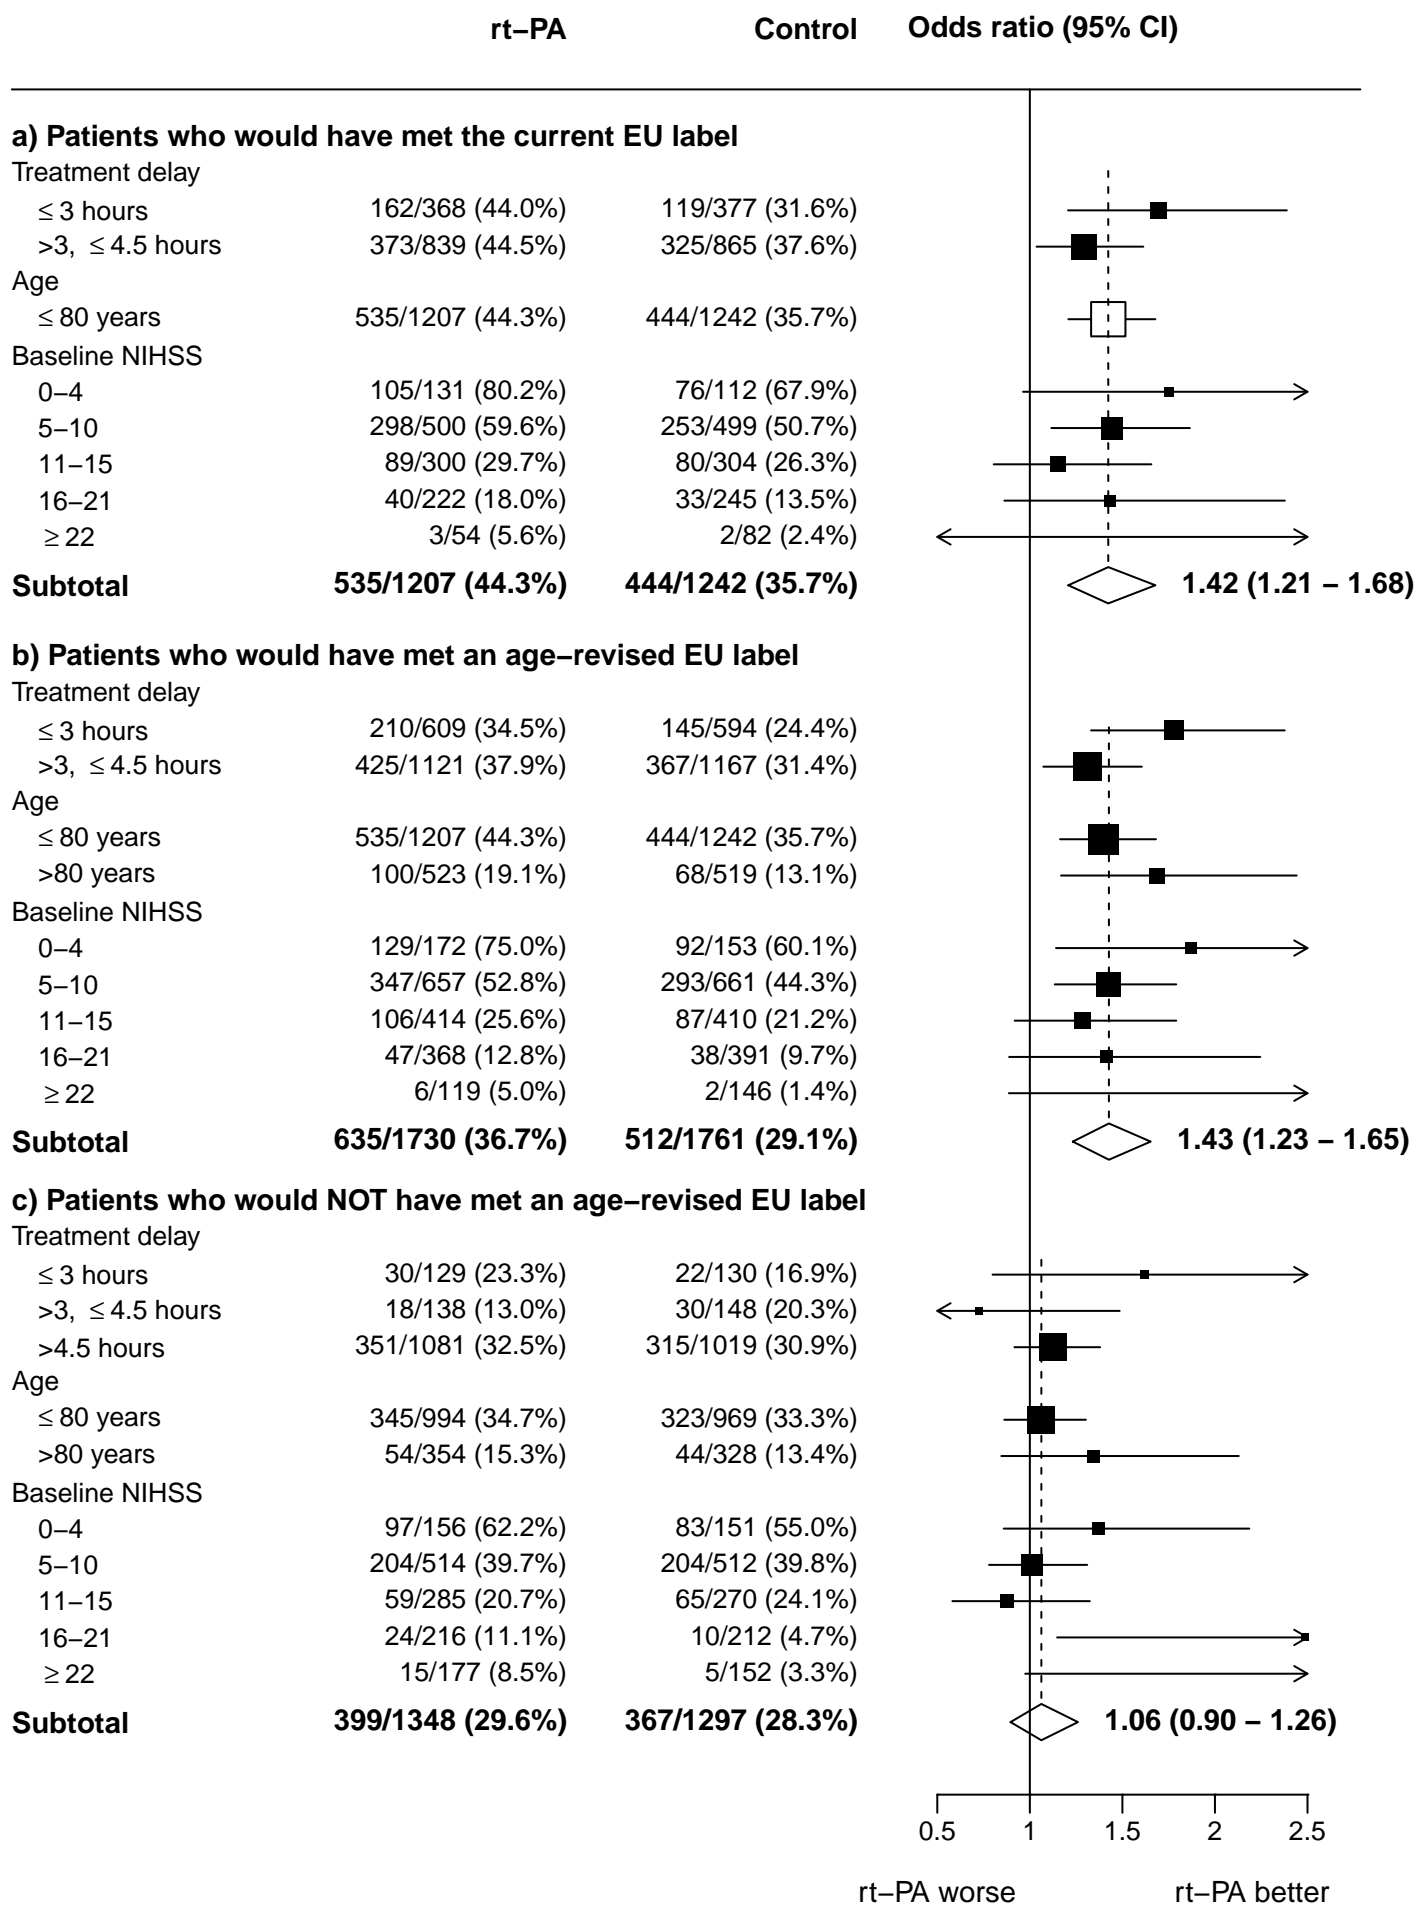 rt−PA Control Odds ratio (95% CI)
a) Patients who would have met the current EU label
Treatment delay
≤ 3 hours 162/368 (44.0%) 119/377 (31.6%)
>3, ≤ 4.5 hours 373/839 (44.5%) 325/865 (37.6%)
Age
≤ 80 years 535/1207 (44.3%) 444/1242 (35.7%)
Baseline NIHSS
0−4 105/131 (80.2%) 76/112 (67.9%)
5−10 298/500 (59.6%) 253/499 (50.7%)
11−15 89/300 (29.7%) 80/304 (26.3%)
16−21 40/222 (18.0%) 33/245 (13.5%)
≥ 22 3/54 (5.6%) 2/82 (2.4%)
Subtotal 535/1207 (44.3%) 444/1242 (35.7%) 1.42 (1.21 − 1.68)
b) Patients who would have met an age−revised EU label
Treatment delay
≤ 3 hours 210/609 (34.5%) 145/594 (24.4%)
>3, ≤ 4.5 hours 425/1121 (37.9%) 367/1167 (31.4%)
Age
≤ 80 years 535/1207 (44.3%) 444/1242 (35.7%)
>80 years 100/523 (19.1%) 68/519 (13.1%)
Baseline NIHSS
0−4 129/172 (75.0%) 92/153 (60.1%)
5−10 347/657 (52.8%) 293/661 (44.3%)
11−15 106/414 (25.6%) 87/410 (21.2%)
16−21 47/368 (12.8%) 38/391 (9.7%)
≥ 22 6/119 (5.0%) 2/146 (1.4%)
Subtotal 635/1730 (36.7%) 512/1761 (29.1%) 1.43 (1.23 − 1.65)
c) Patients who would NOT have met an age−revised EU label
Treatment delay
≤ 3 hours 30/129 (23.3%) 22/130 (16.9%)
>3, ≤ 4.5 hours 18/138 (13.0%) 30/148 (20.3%)
>4.5 hours 351/1081 (32.5%) 315/1019 (30.9%)
Age
≤ 80 years 345/994 (34.7%) 323/969 (33.3%)
>80 years 54/354 (15.3%) 44/328 (13.4%)
Baseline NIHSS
0−4 97/156 (62.2%) 83/151 (55.0%)
5−10 204/514 (39.7%) 204/512 (39.8%)
11−15 59/285 (20.7%) 65/270 (24.1%)
16−21 24/216 (11.1%) 10/212 (4.7%)
≥ 22 15/177 (8.5%) 5/152 (3.3%)
Subtotal 399/1348 (29.6%) 367/1297 (28.3%) 1.06 (0.90 − 1.26)
0.5 1 1.5 2 2.5
rt−PA worse rt−PA better